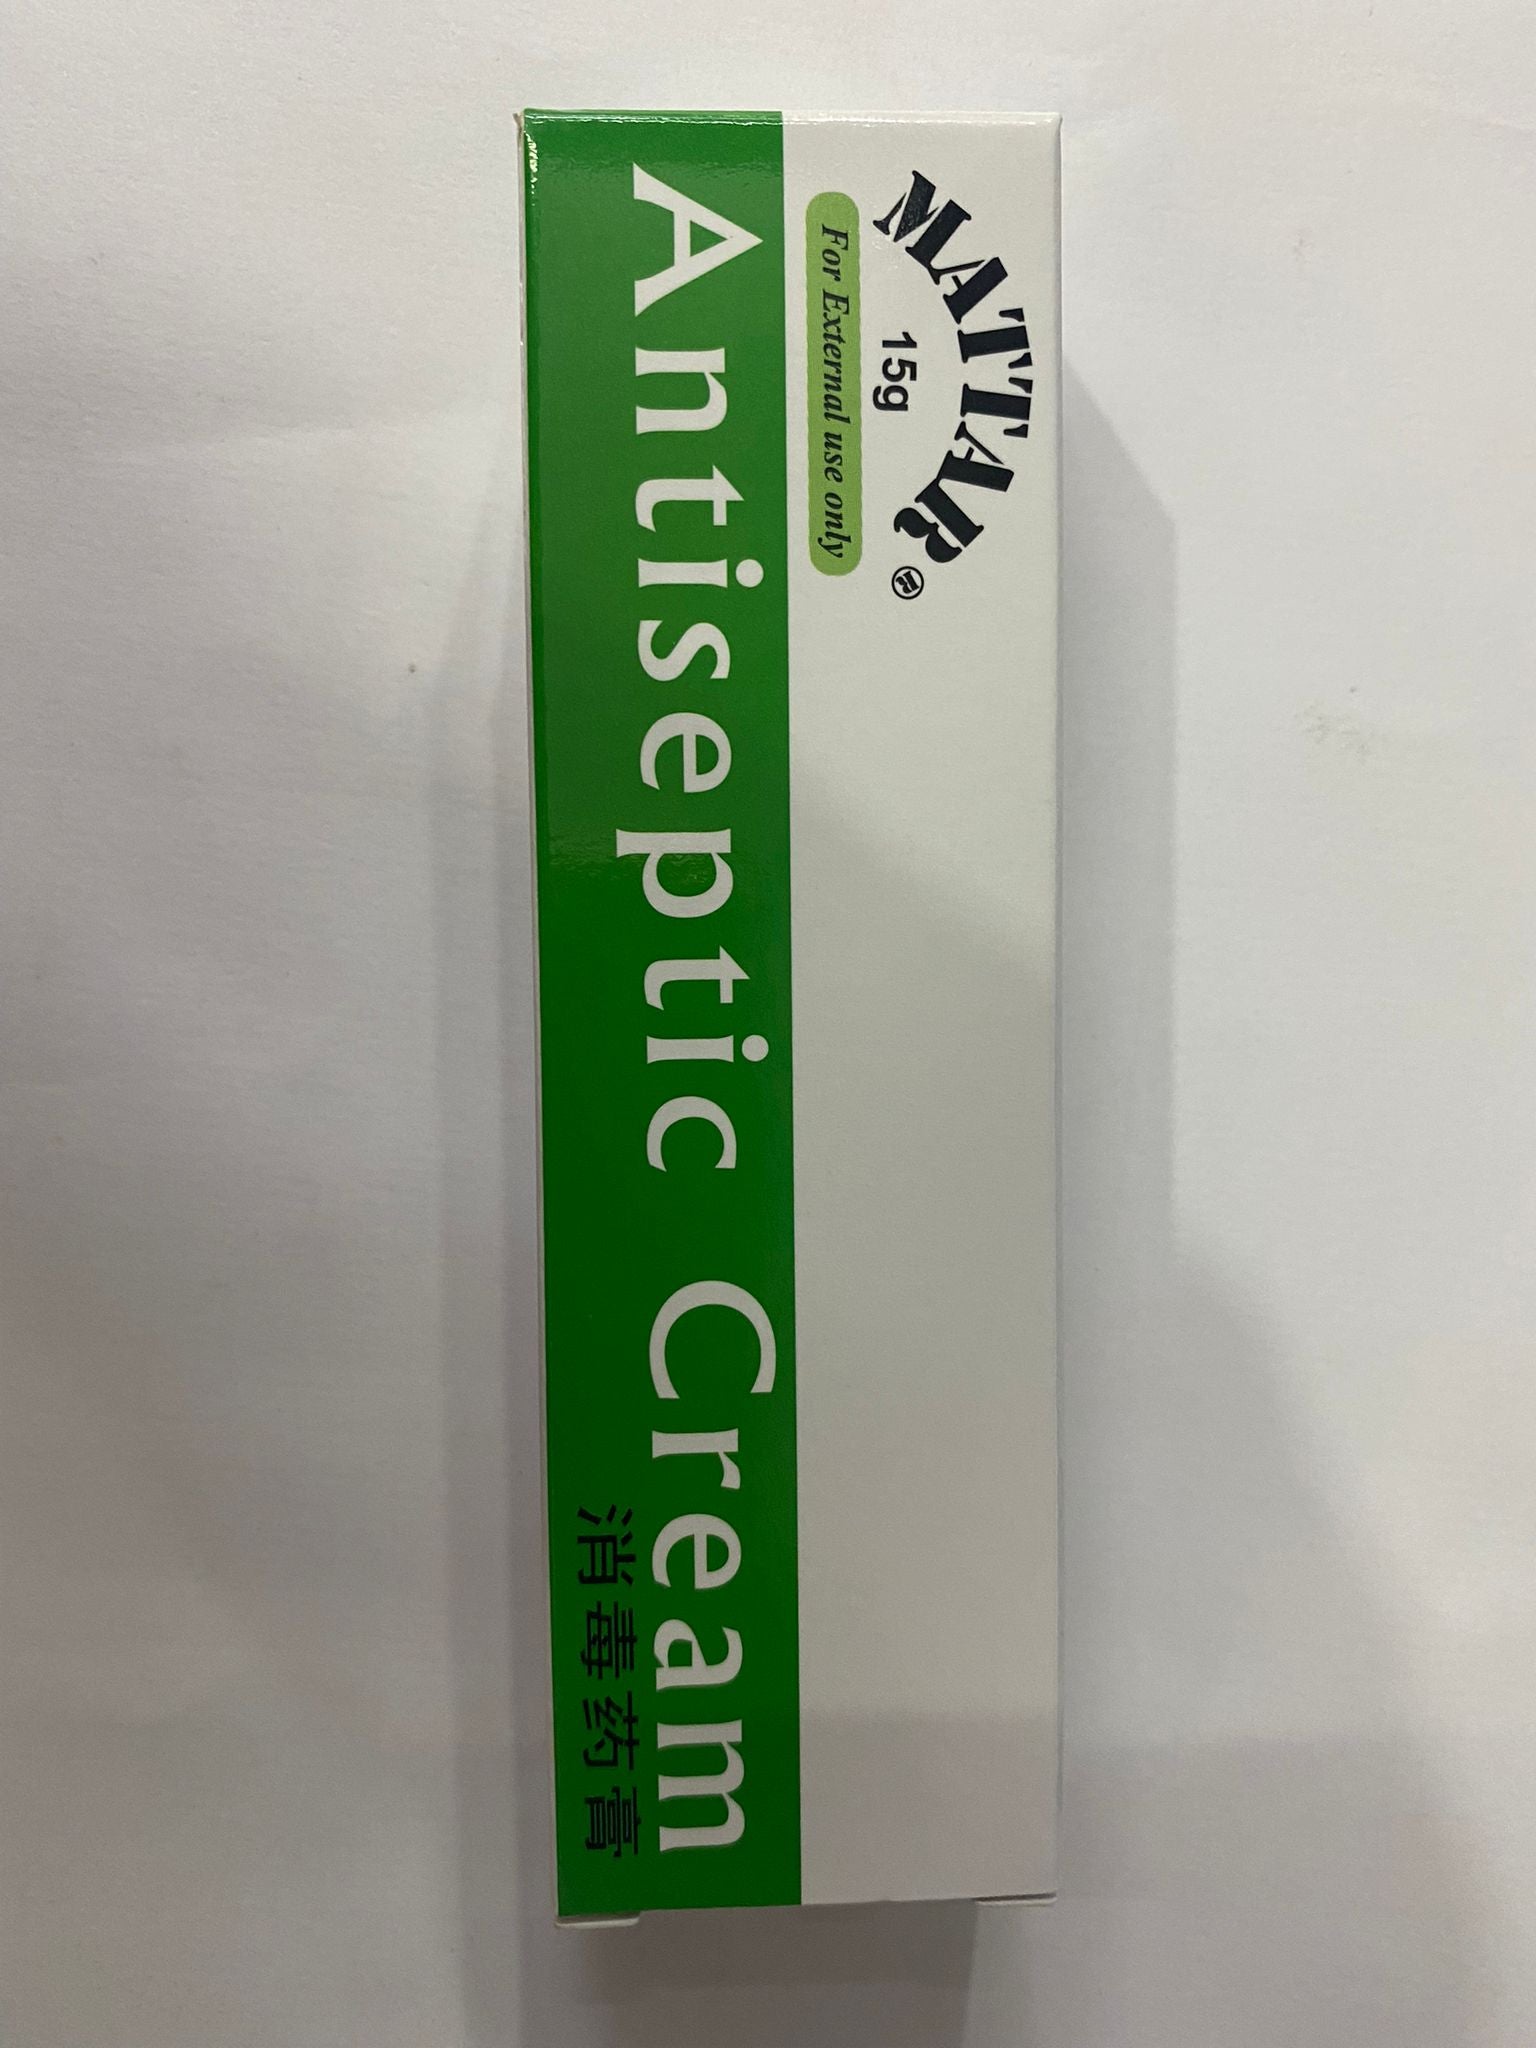 MATTAR®
15g
For External use only
Antiseptic Cream
消毒药膏